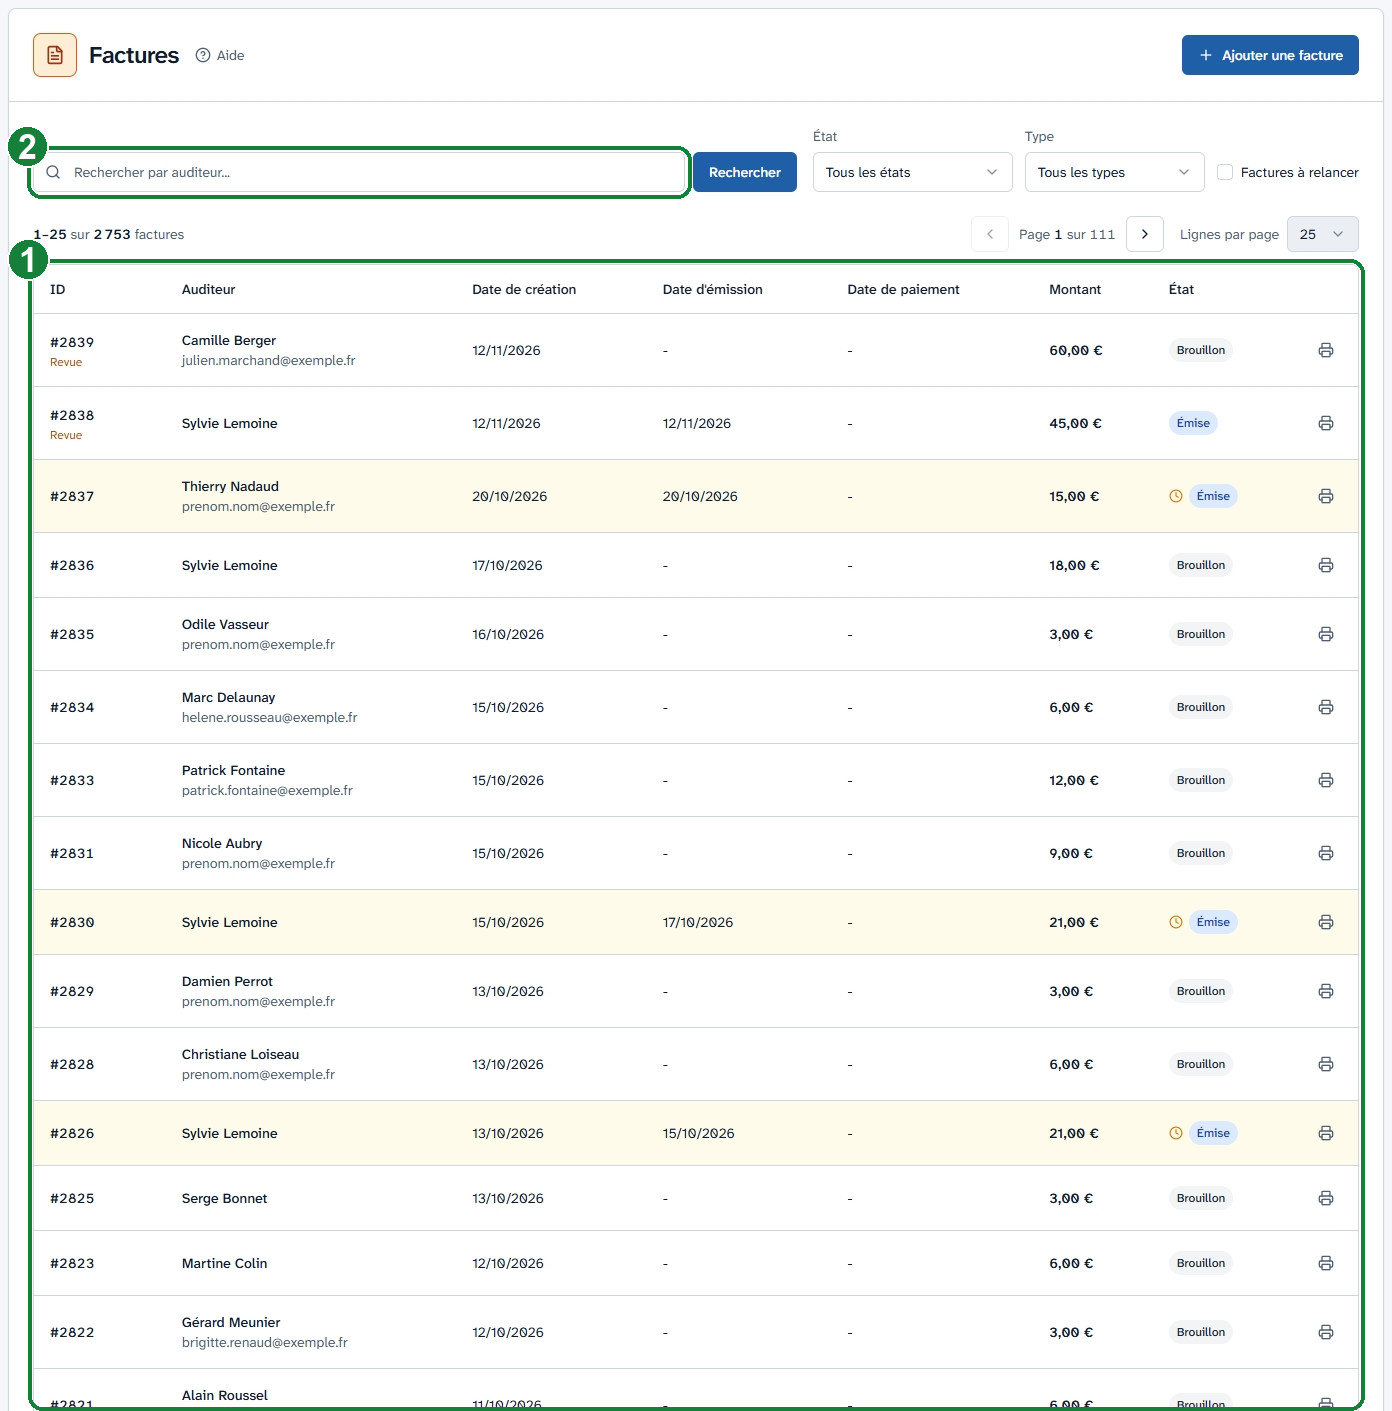 Factures
Aide
Ajouter une facture
2
Rechercher par auditeur...
Rechercher
État
Tous les états
Type
Tous les types
Factures à relancer
1–25 sur 2 753 factures
Page 1 sur 111
Lignes par page
25
1
ID Auditeur Date de création Date d'émission Date de paiement Montant État
#2839 Revue Camille Berger julien.marchand@exemple.fr 12/11/2026 - - 60,00 € Brouillon
#2838 Revue Sylvie Lemoine 12/11/2026 12/11/2026 - 45,00 € Émise
#2837 Thierry Nadaud prenom.nom@exemple.fr 20/10/2026 20/10/2026 - 15,00 € Émise
#2836 Sylvie Lemoine 17/10/2026 - - 18,00 € Brouillon
#2835 Odile Vasseur prenom.nom@exemple.fr 16/10/2026 - - 3,00 € Brouillon
#2834 Marc Delaunay helene.rousseau@exemple.fr 15/10/2026 - - 6,00 € Brouillon
#2833 Patrick Fontaine patrick.fontaine@exemple.fr 15/10/2026 - - 12,00 € Brouillon
#2831 Nicole Aubry prenom.nom@exemple.fr 15/10/2026 - - 9,00 € Brouillon
#2830 Sylvie Lemoine 15/10/2026 17/10/2026 - 21,00 € Émise
#2829 Damien Perrot prenom.nom@exemple.fr 13/10/2026 - - 3,00 € Brouillon
#2828 Christiane Loiseau prenom.nom@exemple.fr 13/10/2026 - - 6,00 € Brouillon
#2826 Sylvie Lemoine 13/10/2026 15/10/2026 - 21,00 € Émise
#2825 Serge Bonnet 13/10/2026 - - 3,00 € Brouillon
#2823 Martine Colin 12/10/2026 - - 6,00 € Brouillon
#2822 Gérard Meunier brigitte.renaud@exemple.fr 12/10/2026 - - 3,00 € Brouillon
#2821 Alain Roussel 11/10/2026 - - 6,00 € Brouillon